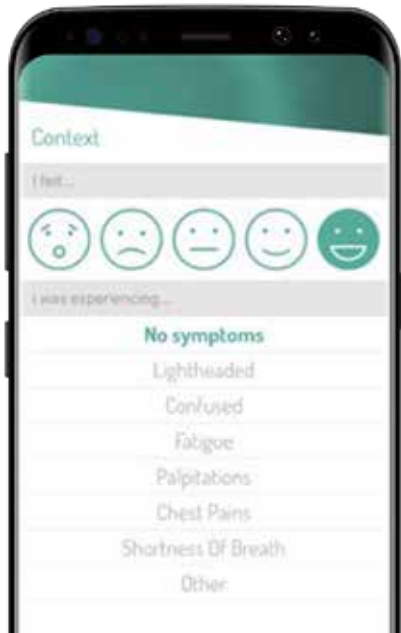 Context
I felt...
I was experiencing...
No symptoms
Lightheaded
Confused
Fatigue
Palpitations
Chest Pains
Shortness Of Breath
Other